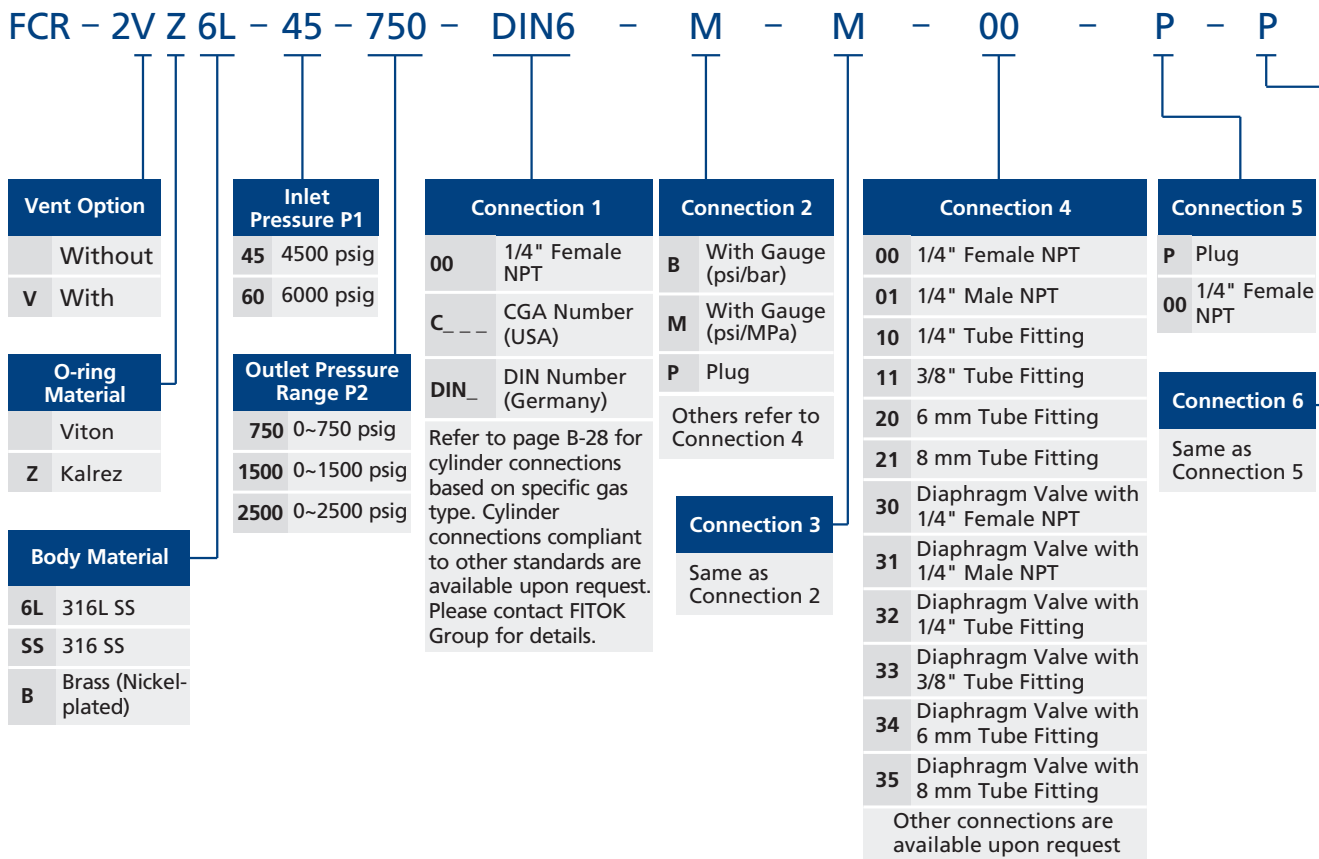 FCR – 2V Z 6L – 45 – 750 – DIN6 – M – M – 00 – P – P
Vent Option
Without
V With
O-ring
Material
Viton
Z Kalrez
Body Material
6L 316L SS
SS 316 SS
B Brass (Nickel-
plated)
Inlet
Pressure P1
45 4500 psig
60 6000 psig
Outlet Pressure
Range P2
750 0~750 psig
1500 0~1500 psig
2500 0~2500 psig
Connection 1
00 1/4" Female
NPT
C_ _ _ CGA Number
(USA)
DIN_ DIN Number
(Germany)
Refer to page B-28 for
cylinder connections
based on specific gas
type. Cylinder
connections compliant
to other standards are
available upon request.
Please contact FITOK
Group for details.
Connection 2
B With Gauge
(psi/bar)
M With Gauge
(psi/MPa)
P Plug
Others refer to
Connection 4
Connection 3
Same as
Connection 2
Connection 4
00 1/4" Female NPT
01 1/4" Male NPT
10 1/4" Tube Fitting
11 3/8" Tube Fitting
20 6 mm Tube Fitting
21 8 mm Tube Fitting
30 Diaphragm Valve with
1/4" Female NPT
31 Diaphragm Valve with
1/4" Male NPT
32 Diaphragm Valve with
1/4" Tube Fitting
33 Diaphragm Valve with
3/8" Tube Fitting
34 Diaphragm Valve with
6 mm Tube Fitting
35 Diaphragm Valve with
8 mm Tube Fitting
Other connections are
available upon request
Connection 5
P Plug
00 1/4" Female
NPT
Connection 6
Same as
Connection 5